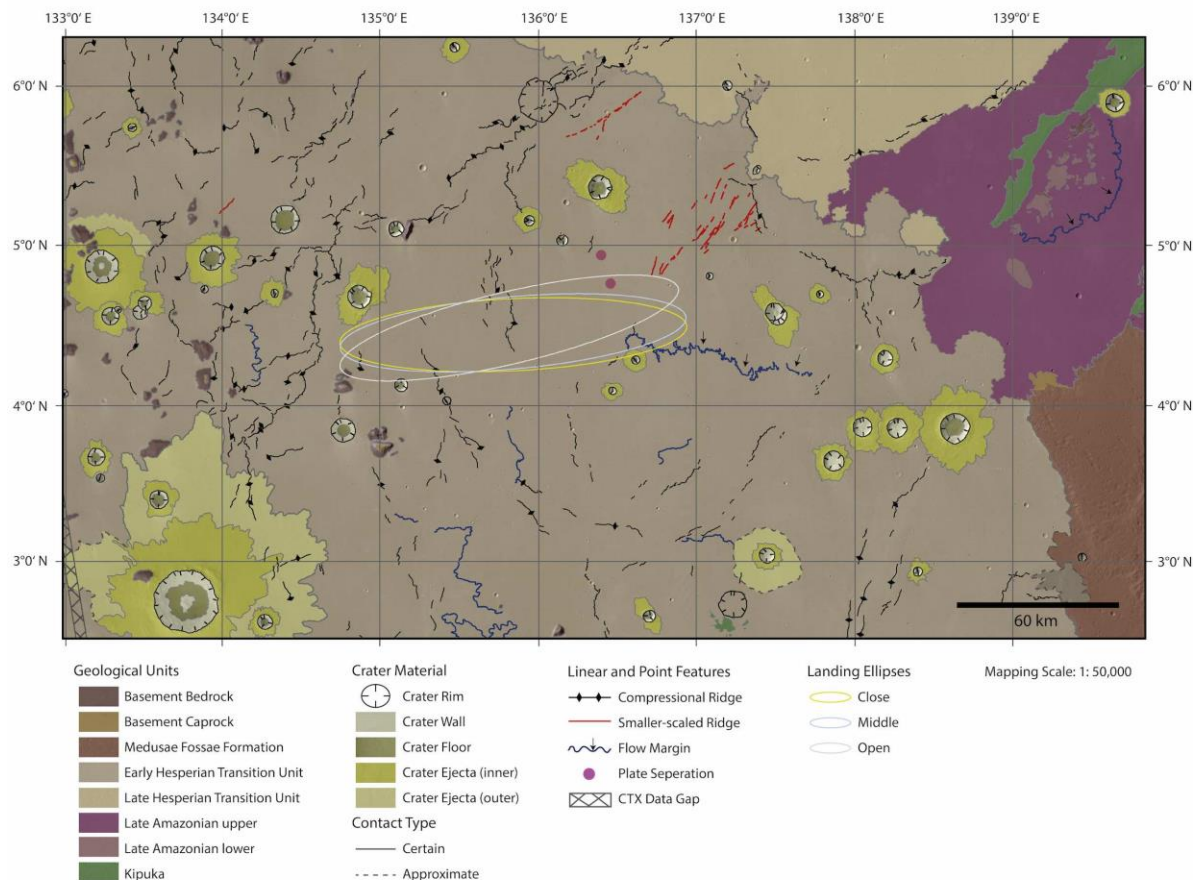 133°0′ E 134°0′ E 135°0′ E 136°0′ E 137°0′ E 138°0′ E 139°0′ E
6°0′ N 6°0′ N
5°0′ N 5°0′ N
4°0′ N 4°0′ N
3°0′ N 3°0′ N
60 km
Geological Units
Basement Bedrock
Basement Caprock
Medusae Fossae Formation
Early Hesperian Transition Unit
Late Hesperian Transition Unit
Late Amazonian upper
Late Amazonian lower
Kipuka
Crater Material
Crater Rim
Crater Wall
Crater Floor
Crater Ejecta (inner)
Crater Ejecta (outer)
Contact Type
Certain
Approximate
Linear and Point Features
Compressional Ridge
Smaller-scaled Ridge
Flow Margin
Plate Seperation
CTX Data Gap
Landing Ellipses
Close
Middle
Open
Mapping Scale: 1: 50,000